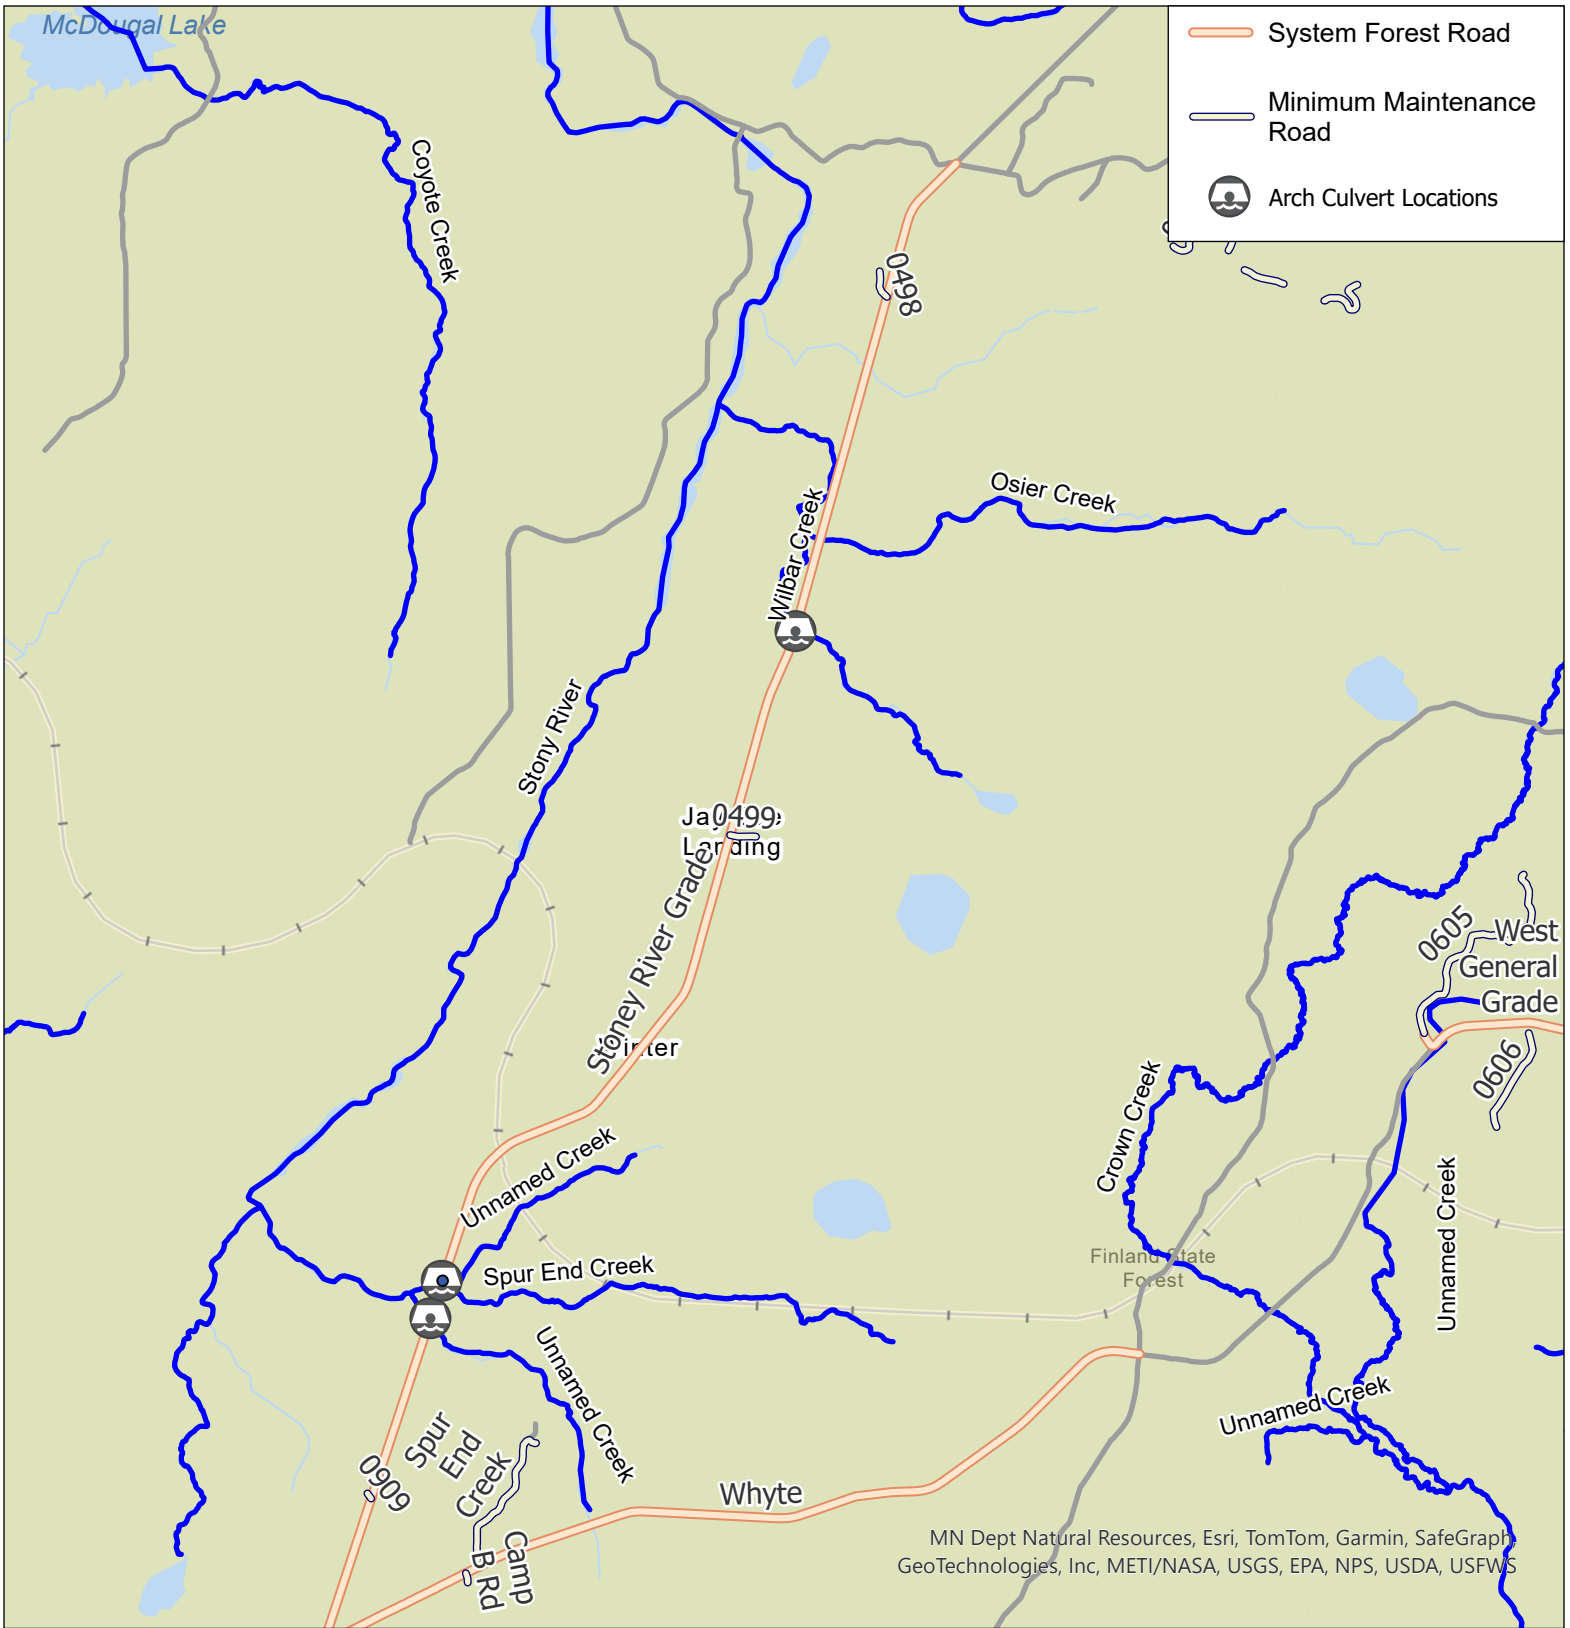 McDougal Lake
System Forest Road
Minimum Maintenance
Road
Arch Culvert Locations
Coyote Creek
0498
Osier Creek
Wilbar Creek
Stony River
0499
Landing
Stoney River Grade
0605
West
General
Grade
0606
Crown Creek
Unnamed Creek
Unnamed Creek
Finland State
Forest
Spur End Creek
Unnamed Creek
Unnamed Creek
Spur
End
Creek
0909
Whyte
Camp
B Rd
MN Dept Natural Resources, Esri, TomTom, Garmin, SafeGraph,
GeoTechnologies, Inc, METI/NASA, USGS, EPA, NPS, USDA, USFWS